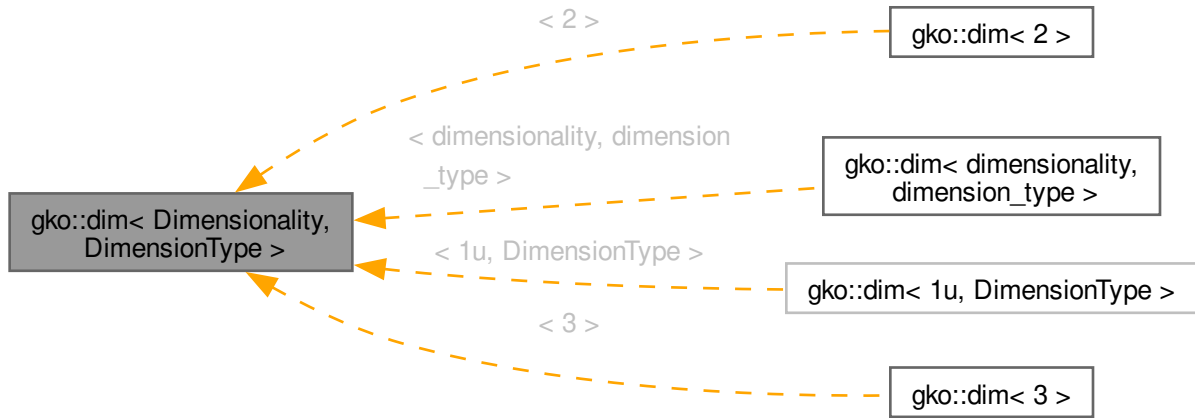 < 2 >
gko::dim< 2 >
< dimensionality, dimension
_type >
gko::dim< dimensionality,
dimension_type >
gko::dim< Dimensionality,
DimensionType >
< 1u, DimensionType >
gko::dim< 1u, DimensionType >
< 3 >
gko::dim< 3 >